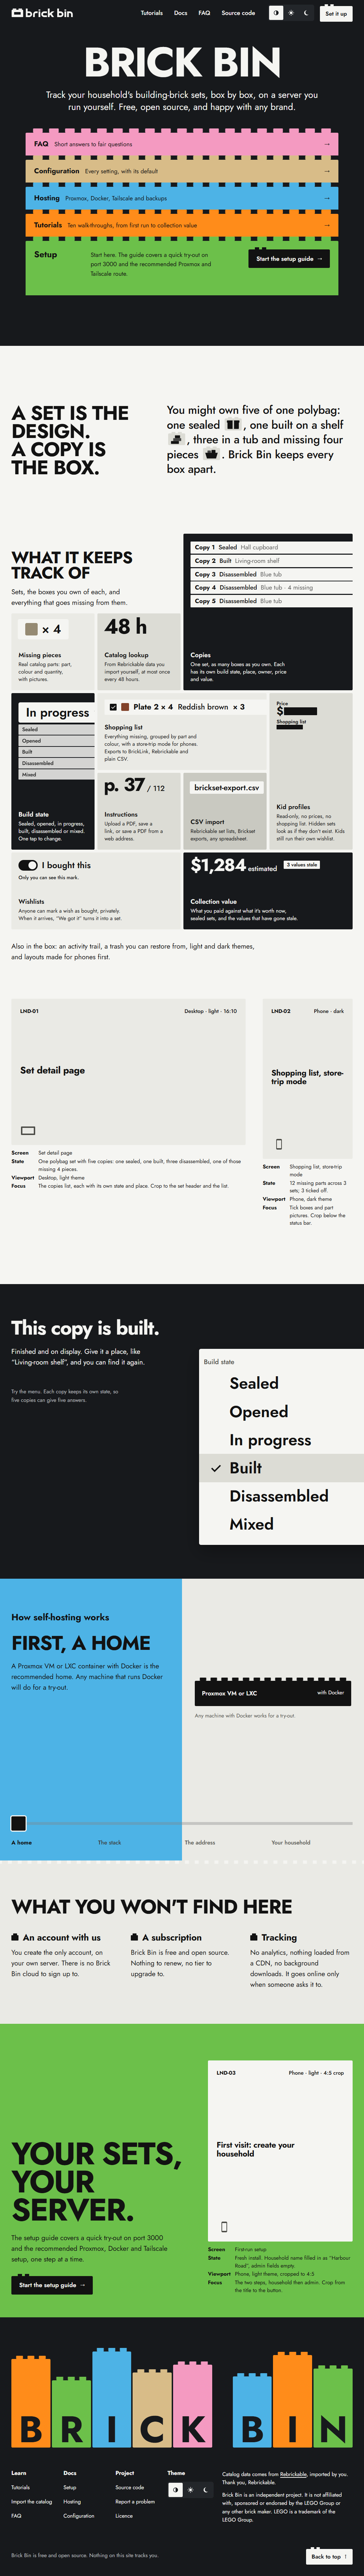 brick bin
Tutorials Docs FAQ Source code
Set it up
BRICK BIN
Track your household's building-brick sets, box by box, on a server you
run yourself. Free, open source, and happy with any brand.
FAQ Short answers to fair questions →
Configuration Every setting, with its default →
Hosting Proxmox, Docker, Tailscale and backups →
Tutorials Ten walk-throughs, from first run to collection value →
Setup
Start here. The guide covers a quick try-out on
port 3000 and the recommended Proxmox and
Tailscale route.
Start the setup guide →
A SET IS THE
DESIGN.
A COPY IS
THE BOX.
You might own five of one polybag:
one sealed , one built on a shelf
, three in a tub and missing four
pieces . Brick Bin keeps every
box apart.
WHAT IT KEEPS
TRACK OF
Sets, the boxes you own of each, and
everything that goes missing from them.
Copy 1 Sealed Hall cupboard
Copy 2 Built Living-room shelf
Copy 3 Disassembled Blue tub
Copy 4 Disassembled Blue tub · 4 missing
Copy 5 Disassembled Blue tub
Copies
One set, as many boxes as you own. Each
has its own build state, place, owner, price
and value.
× 4
Missing pieces
Real catalog parts: part,
colour and quantity,
with pictures.
48 h
Catalog lookup
From Rebrickable data you
import yourself, at most once
every 48 hours.
In progress
Sealed
Opened
Built
Disassembled
Mixed
Build state
Sealed, opened, in progress,
built, disassembled or mixed.
One tap to change.
Plate 2 × 4 Reddish brown × 3
Shopping list
Everything missing, grouped by part and
colour, with a store-trip mode for phones.
Exports to BrickLink, Rebrickable and
plain CSV.
Price
$
Shopping list
Kid profiles
Read-only, no prices, no
shopping list. Hidden sets
look as if they don't exist. Kids
still run their own wishlist.
p. 37 / 112
Instructions
Upload a PDF, save a
link, or save a PDF from a
web address.
brickset-export.csv
CSV import
Rebrickable set lists, Brickset
exports, any spreadsheet.
I bought this
Only you can see this mark.
Wishlists
Anyone can mark a wish as bought, privately.
When it arrives, “We got it” turns it into a set.
$1,284 estimated
3 values stale
Collection value
What you paid against what it's worth now,
sealed sets, and the values that have gone stale.
Also in the box: an activity trail, a trash you can restore from, light and dark themes,
and layouts made for phones first.
LND-01 Desktop · light · 16:10
Set detail page
Screen Set detail page
State One polybag set with five copies: one sealed, one built, three disassembled, one of those
missing 4 pieces.
Viewport Desktop, light theme
Focus The copies list, each with its own state and place. Crop to the set header and the list.
LND-02 Phone · dark
Shopping list, store-
trip mode
Screen Shopping list, store-trip
mode
State 12 missing parts across 3
sets; 3 ticked off.
Viewport Phone, dark theme
Focus Tick boxes and part
pictures. Crop below the
status bar.
This copy is built.
Finished and on display. Give it a place, like
“Living-room shelf”, and you can find it again.
Try the menu. Each copy keeps its own state, so
five copies can give five answers.
Build state
Sealed
Opened
In progress
Built
Disassembled
Mixed
How self-hosting works
FIRST, A HOME
A Proxmox VM or LXC container with Docker is the
recommended home. Any machine that runs Docker
will do for a try-out.
Proxmox VM or LXC with Docker
Any machine with Docker works for a try-out.
A home The stack The address Your household
WHAT YOU WON'T FIND HERE
An account with us
You create the only account, on
your own server. There is no Brick
Bin cloud to sign up to.
A subscription
Brick Bin is free and open source.
Nothing to renew, no tier to
upgrade to.
Tracking
No analytics, nothing loaded from
a CDN, no background
downloads. It goes online only
when someone asks it to.
YOUR SETS,
YOUR
SERVER.
The setup guide covers a quick try-out on port 3000
and the recommended Proxmox, Docker and Tailscale
setup, one step at a time.
Start the setup guide →
LND-03 Phone · light · 4:5 crop
First visit: create your
household
Screen First-run setup
State Fresh install. Household name filled in as “Harbour
Road”, admin fields empty.
Viewport Phone, light theme, cropped to 4:5
Focus The two steps, household then admin. Crop from
the title to the button.
BRICK BIN
Learn
Tutorials
Import the catalog
FAQ
Docs
Setup
Hosting
Configuration
Project
Source code
Report a problem
Licence
Theme
Catalog data comes from Rebrickable, imported by you.
Thank you, Rebrickable.
Brick Bin is an independent project. It is not affiliated
with, sponsored or endorsed by the LEGO Group or
any other brick maker. LEGO is a trademark of the
LEGO Group.
Brick Bin is free and open source. Nothing on this site tracks you.
Back to top ↑